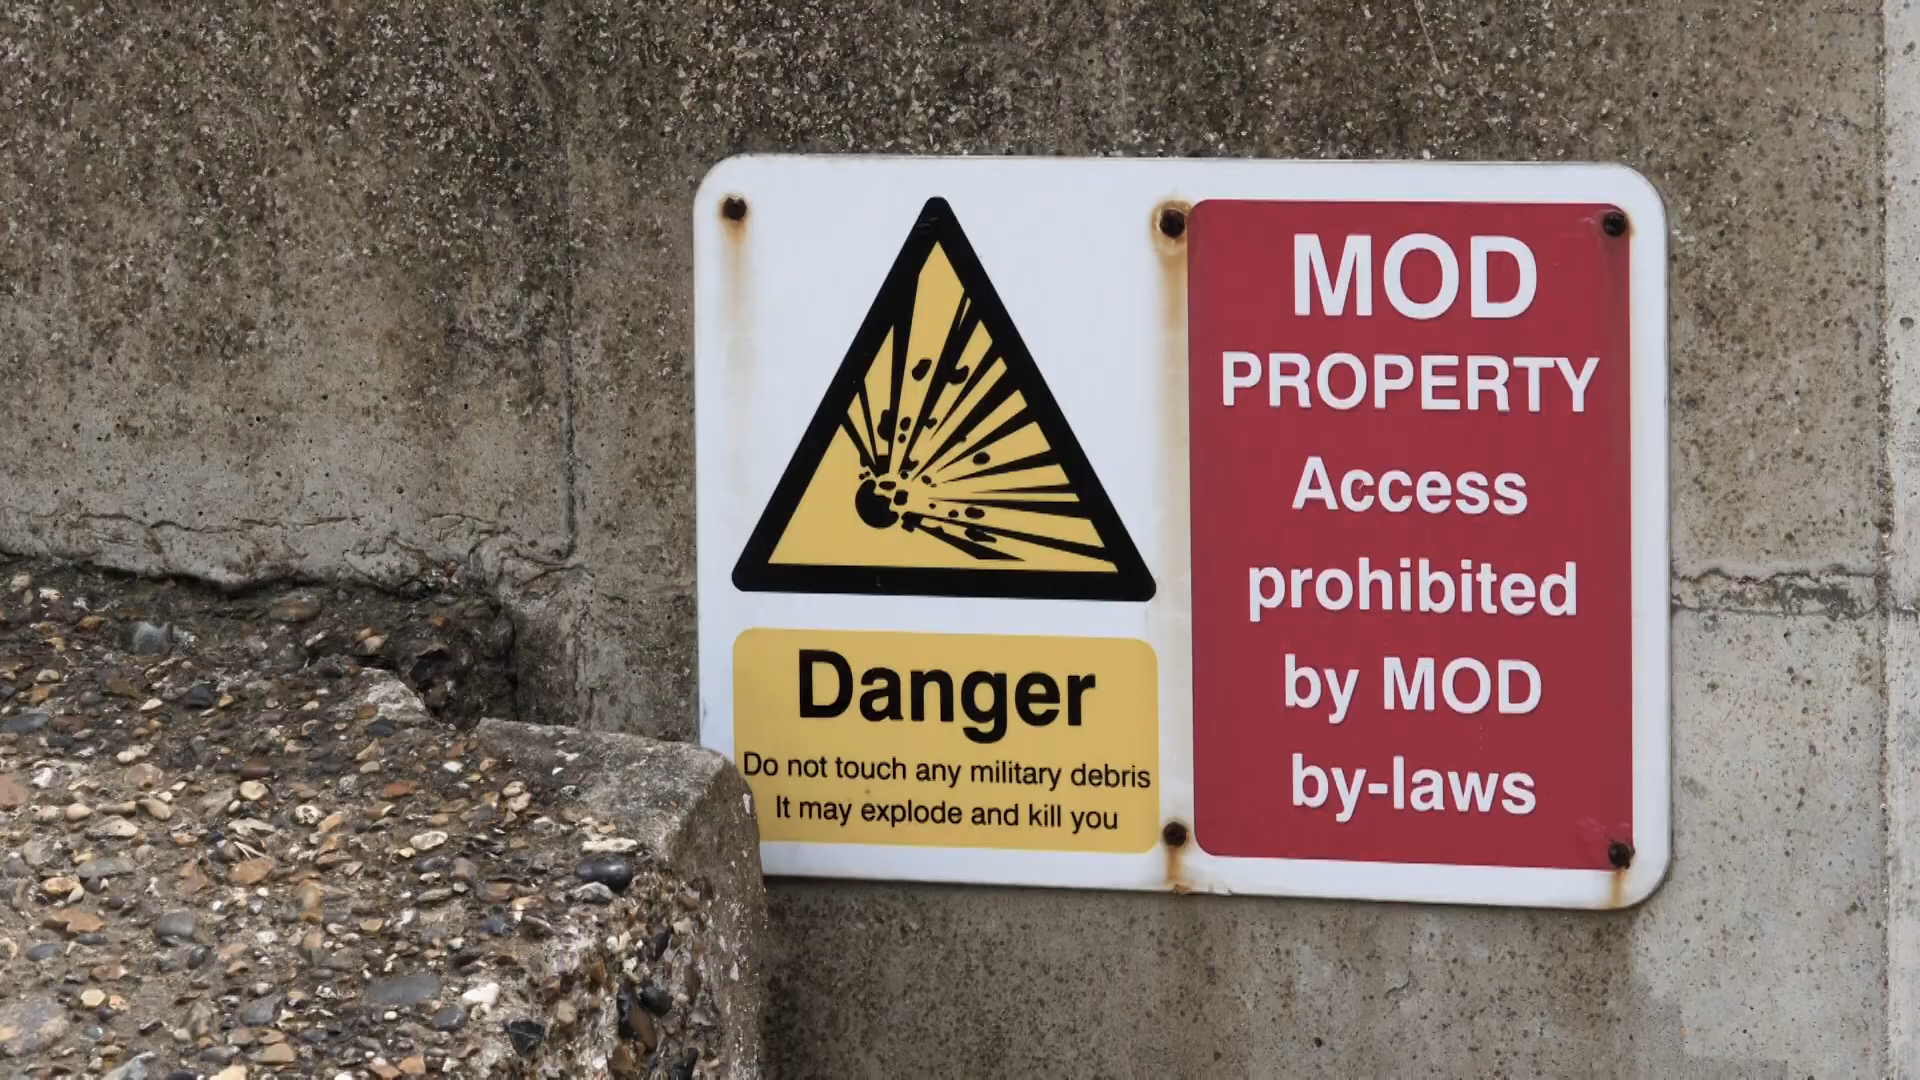 Danger
Do not touch any military debris
It may explode and kill you
MOD
PROPERTY
Access
prohibited
by MOD
by-laws